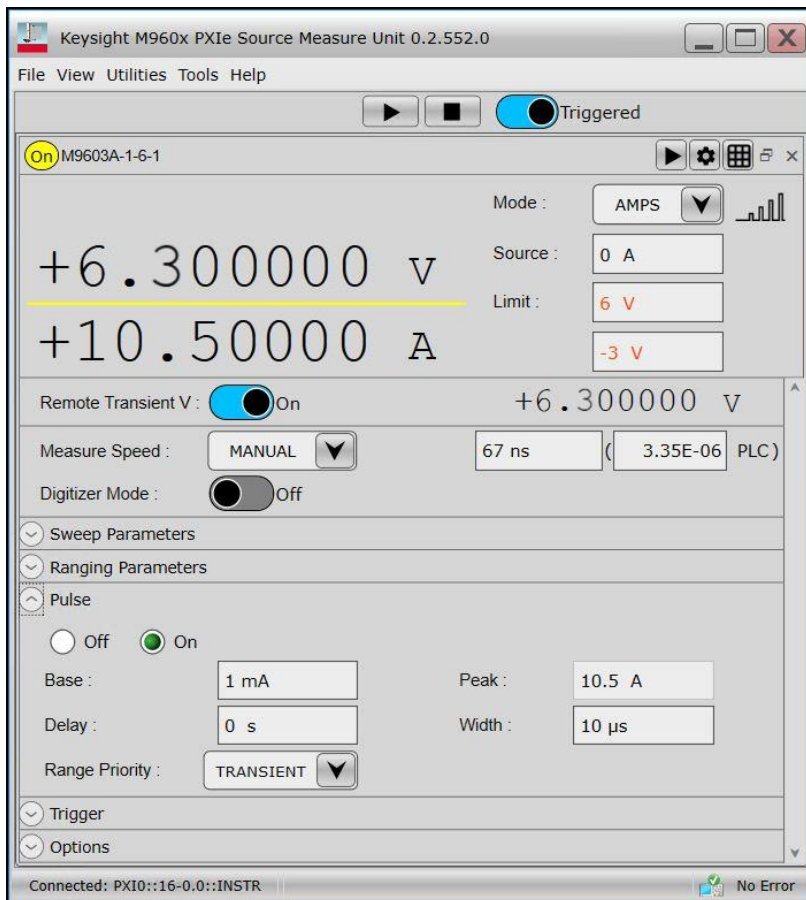 Keysight M960x PXIe Source Measure Unit 0.2.552.0
File View Utilities Tools Help
Triggered
On M9603A-1-6-1
Mode : AMPS
+6.300000 V
Source : 0 A
Limit : 6 V
+10.50000 A
-3 V
Remote Transient V : On +6.300000 V
Measure Speed : MANUAL 67 ns ( 3.35E-06 PLC)
Digitizer Mode : Off
Sweep Parameters
Ranging Parameters
Pulse
Off On
Base : 1 mA Peak : 10.5 A
Delay : 0 s Width : 10 µs
Range Priority : TRANSIENT
Trigger
Options
Connected: PXI0::16-0.0::INSTR No Error